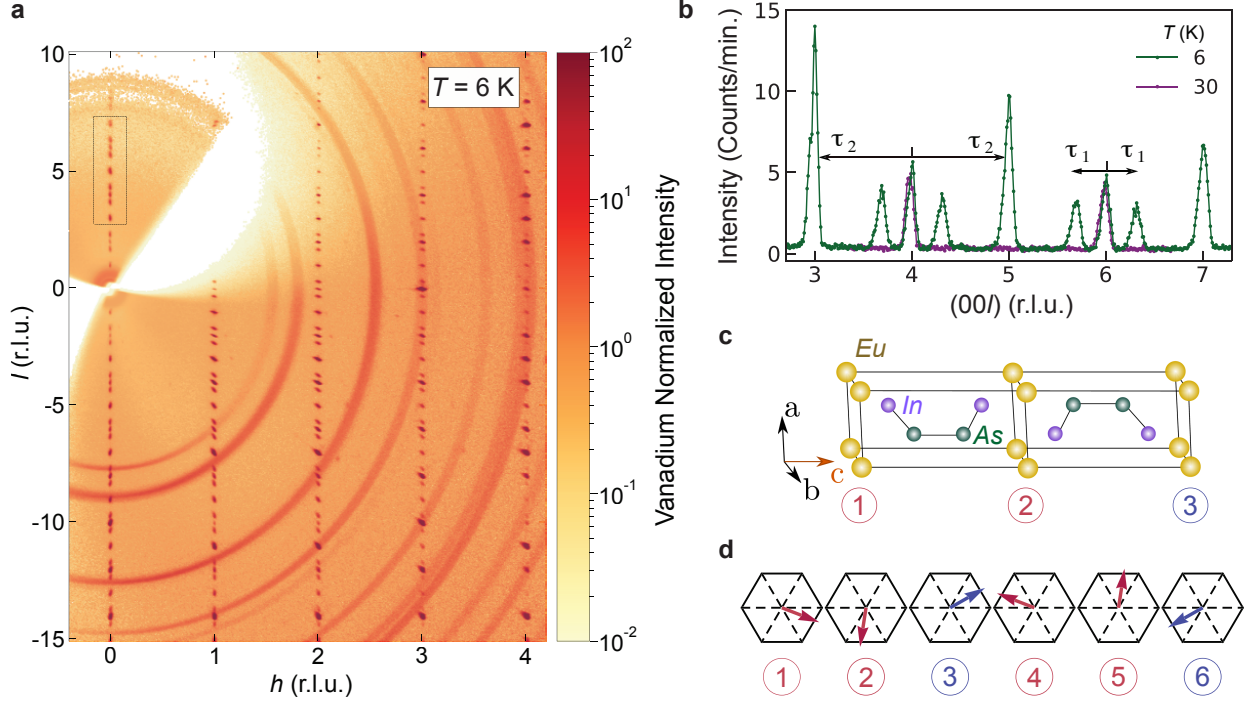 a
T = 6 K
10
5
0
-5
-10
-15
l (r.l.u.)
0 1 2 3 4
h (r.l.u.)
10²
10¹
10⁰
10⁻¹
10⁻²
Vanadium Normalized Intensity
b
15
10
5
0
Intensity (Counts/min.)
T (K)
6
30
τ₂ τ₂ τ₁ τ₁
3 4 5 6 7
(00l) (r.l.u.)
c
Eu
In
As
a
c
b
1 2 3
d
1 2 3 4 5 6